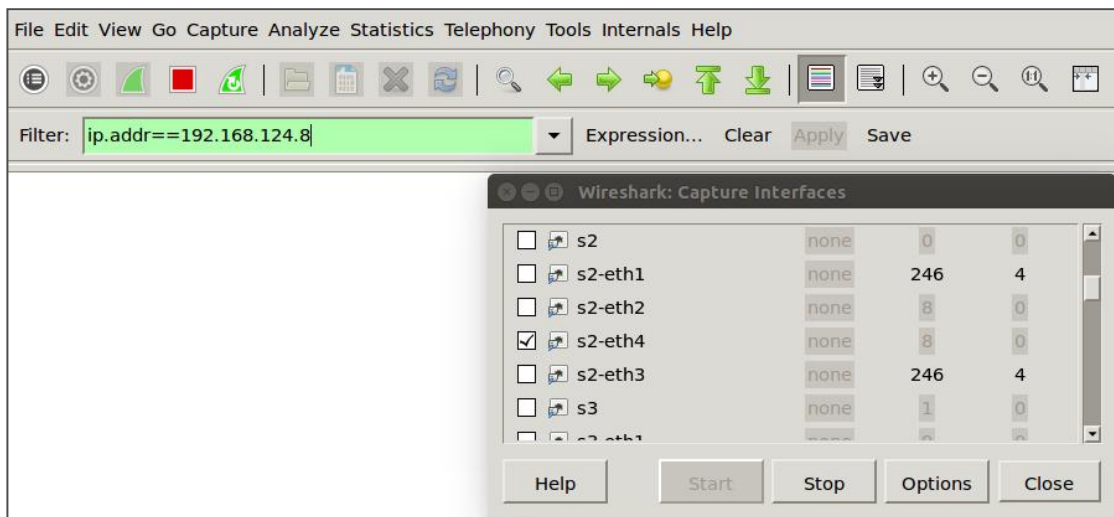 File Edit View Go Capture Analyze Statistics Telephony Tools Internals Help
Filter: ip.addr==192.168.124.8 Expression... Clear Apply Save
Wireshark: Capture Interfaces
s2 none 0 0
s2-eth1 none 246 4
s2-eth2 none 8 0
s2-eth4 none 8 0
s2-eth3 none 246 4
s3 none 1 0
Help Start Stop Options Close